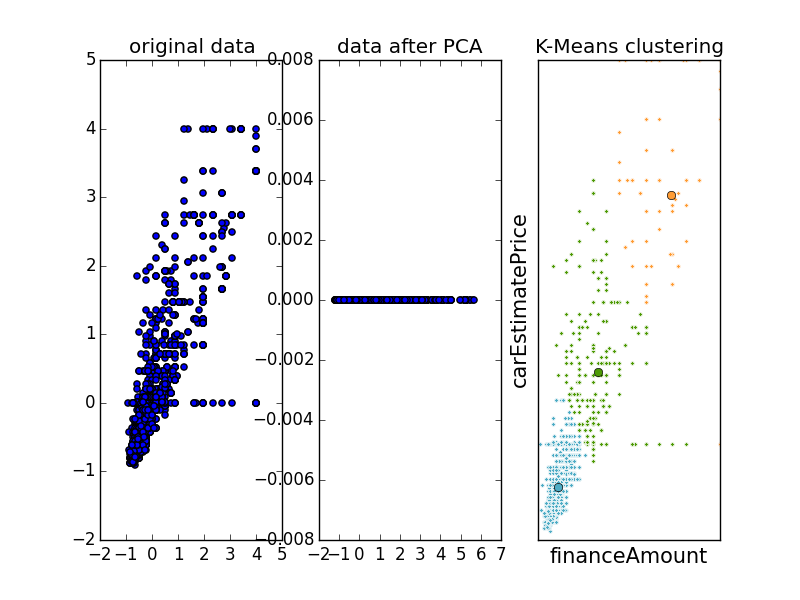 original data
data after PCA
K-Means clustering
5
4
3
2
1
0
−1
−2
−2 −1 0 1 2 3 4 5
0.008
0.006
0.004
0.002
0.000
−0.002
−0.004
−0.006
−0.008
−2 −1 0 1 2 3 4 5 6 7
carEstimatePrice
financeAmount